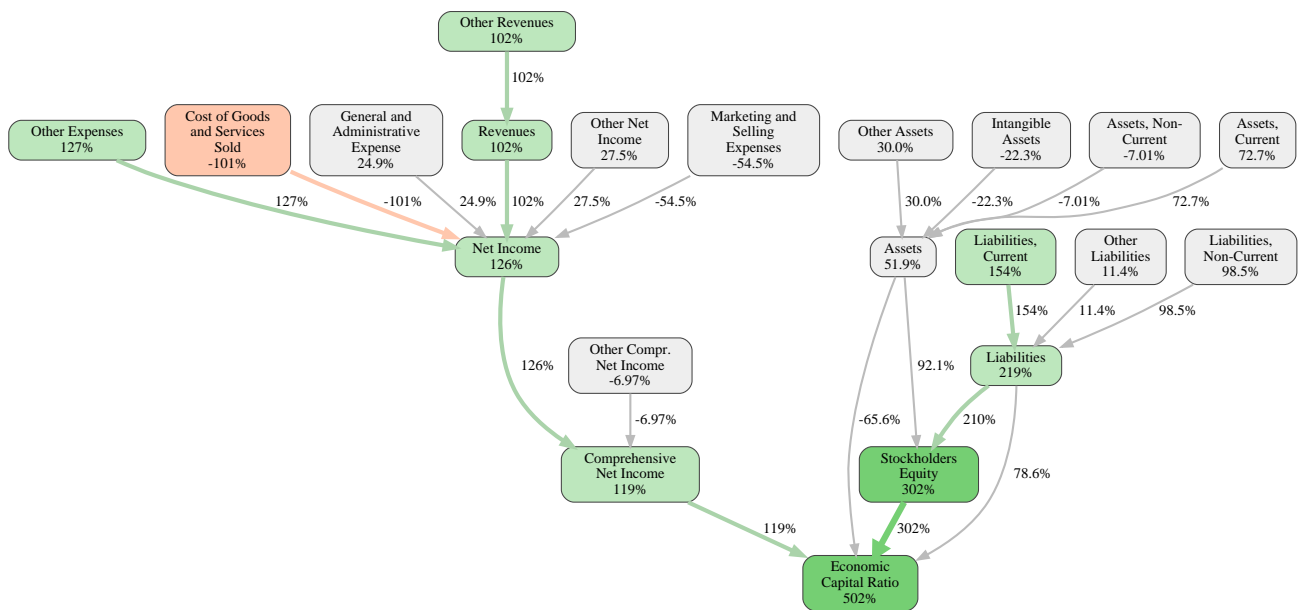 Other Revenues
102%
102%
Other Expenses
127%
Cost of Goods
and Services
Sold
-101%
General and
Administrative
Expense
24.9%
Revenues
102%
Other Net
Income
27.5%
Marketing and
Selling
Expenses
-54.5%
Other Assets
30.0%
Intangible
Assets
-22.3%
Assets, Non-
Current
-7.01%
Assets,
Current
72.7%
127%
-101%
24.9%
102%
27.5%
-54.5%
30.0%
-22.3%
-7.01%
72.7%
Net Income
126%
Assets
51.9%
Liabilities,
Current
154%
Other
Liabilities
11.4%
Liabilities,
Non-Current
98.5%
154%
11.4%
98.5%
126%
Other Compr.
Net Income
-6.97%
92.1%
Liabilities
219%
-6.97%
-65.6%
210%
Comprehensive
Net Income
119%
Stockholders
Equity
302%
78.6%
119%
302%
Economic
Capital Ratio
502%